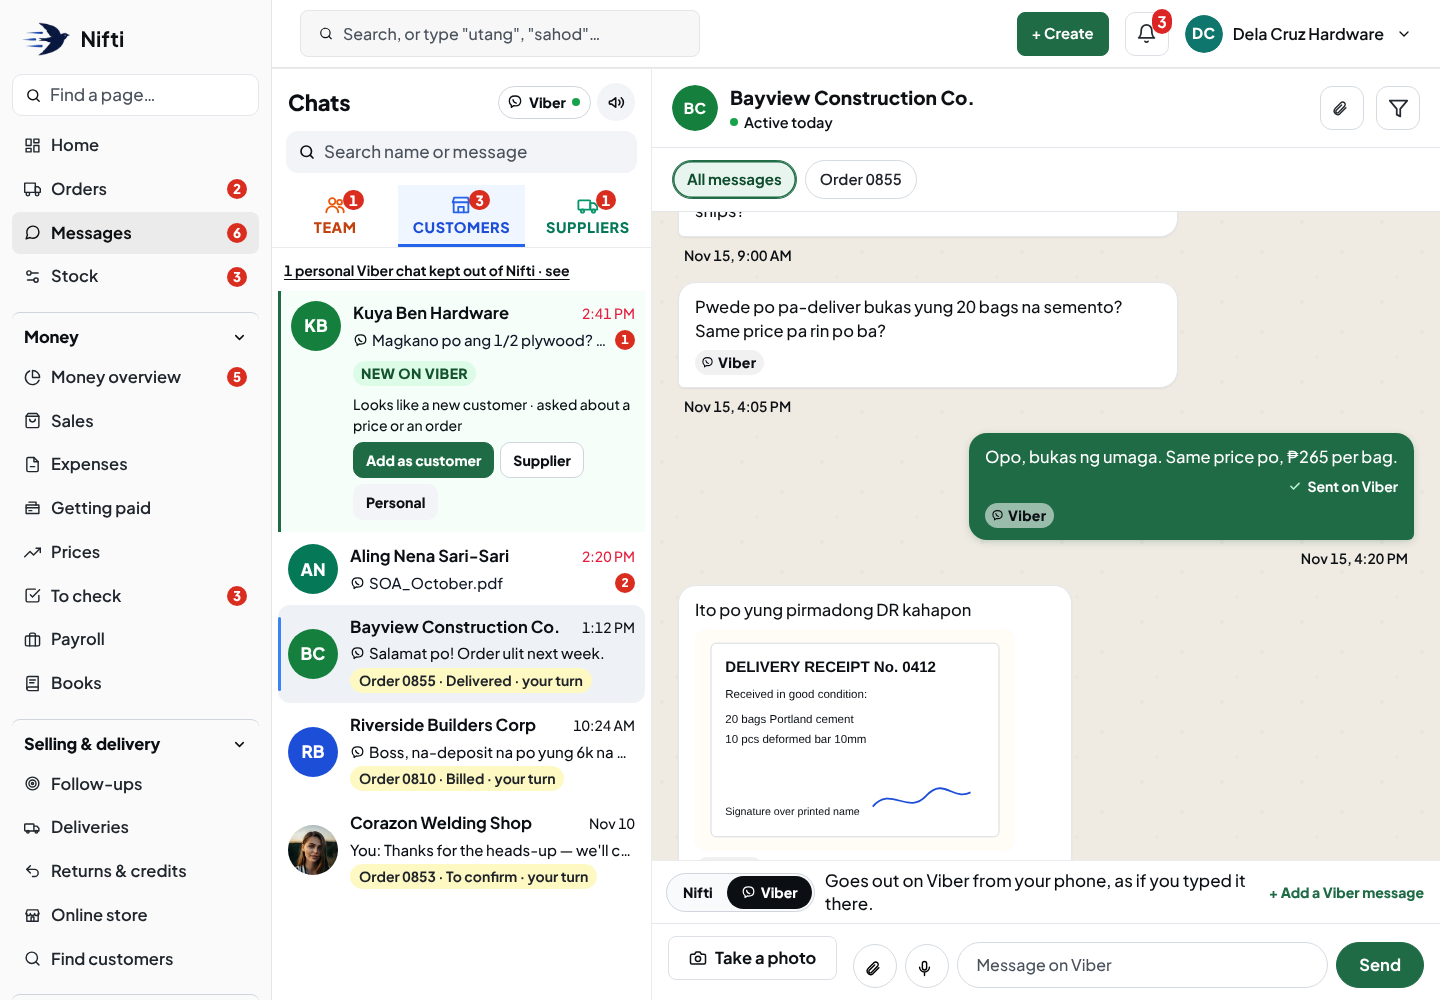 Nifti
Find a page...
Home
Orders
2
Messages
6
Stock
3
Money
Money overview
5
Sales
Expenses
Getting paid
Prices
To check
3
Payroll
Books
Selling & delivery
Follow-ups
Deliveries
Returns & credits
Online store
Find customers
Search, or type "utang", "sahod"...
+ Create
3
DC
Dela Cruz Hardware
Chats
Viber
Search name or message
1
TEAM
3
CUSTOMERS
1
SUPPLIERS
1 personal Viber chat kept out of Nifti · see
KB
Kuya Ben Hardware
2:41 PM
Magkano po ang 1/2 plywood? ...
1
NEW ON VIBER
Looks like a new customer · asked about a
price or an order
Add as customer
Supplier
Personal
AN
Aling Nena Sari-Sari
2:20 PM
SOA_October.pdf
2
BC
Bayview Construction Co.
1:12 PM
Salamat po! Order ulit next week.
Order 0855 · Delivered · your turn
RB
Riverside Builders Corp
10:24 AM
Boss, na-deposit na po yung 6k na ...
Order 0810 · Billed · your turn
Corazon Welding Shop
Nov 10
You: Thanks for the heads-up — we'll c...
Order 0853 · To confirm · your turn
BC
Bayview Construction Co.
Active today
All messages
Order 0855
ships?
Nov 15, 9:00 AM
Pwede po pa-deliver bukas yung 20 bags na semento?
Same price pa rin po ba?
Viber
Nov 15, 4:05 PM
Opo, bukas ng umaga. Same price po, ₱265 per bag.
Sent on Viber
Viber
Nov 15, 4:20 PM
Ito po yung pirmadong DR kahapon
DELIVERY RECEIPT No. 0412
Received in good condition:
20 bags Portland cement
10 pcs deformed bar 10mm
Signature over printed name
Nifti
Viber
Goes out on Viber from your phone, as if you typed it
there.
+ Add a Viber message
Take a photo
Message on Viber
Send